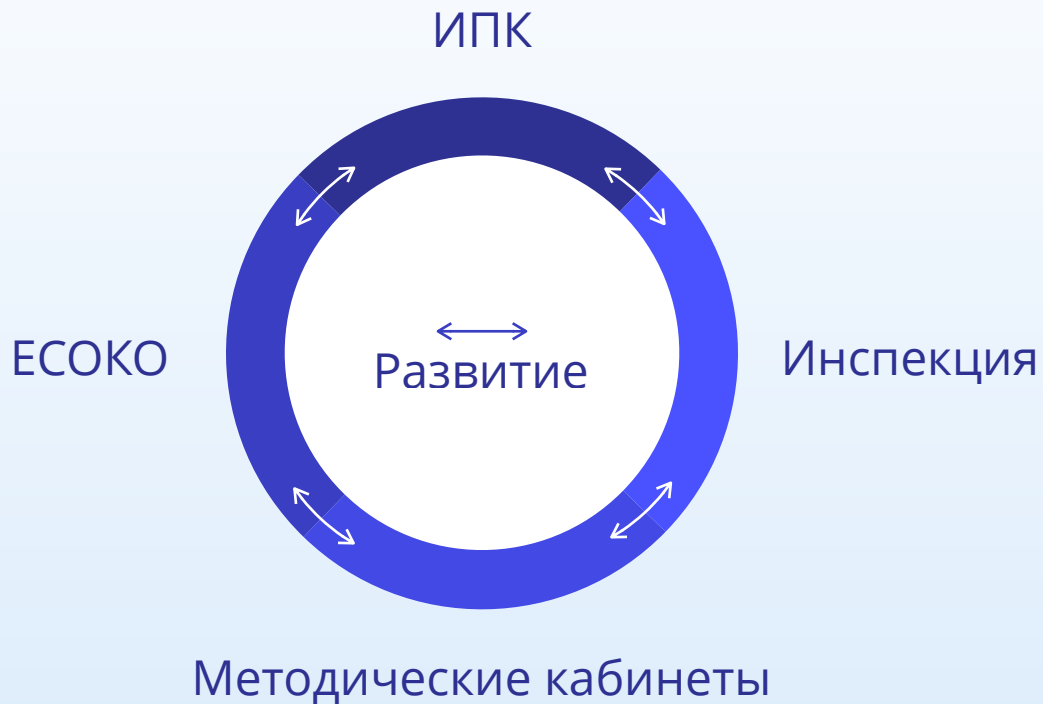 ИПК
ЕСОКО
Развитие
Инспекция
Методические кабинеты